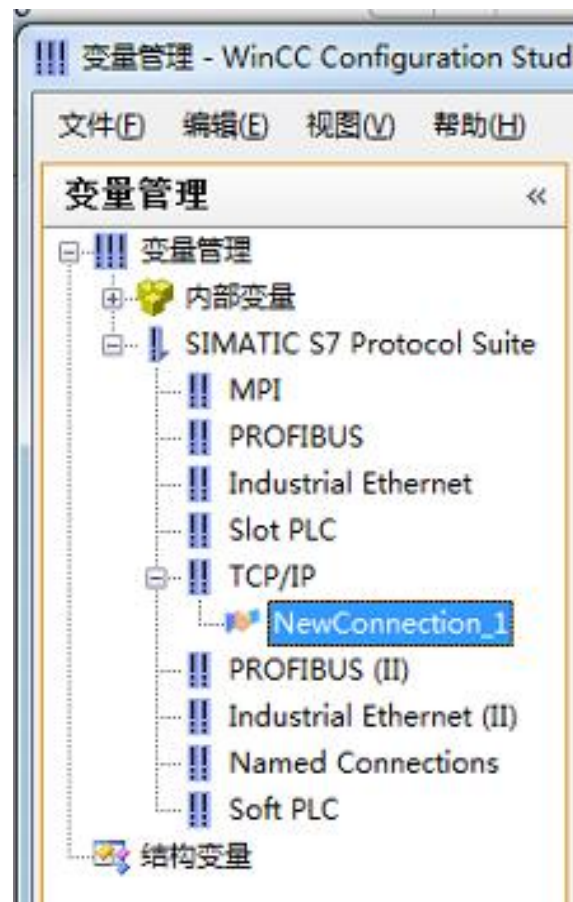 变量管理 - WinCC Configuration Stud
文件(F) 编辑(E) 视图(V) 帮助(H)
变量管理 «
变量管理
内部变量
SIMATIC S7 Protocol Suite
MPI
PROFIBUS
Industrial Ethernet
Slot PLC
TCP/IP
NewConnection_1
PROFIBUS (II)
Industrial Ethernet (II)
Named Connections
Soft PLC
结构变量